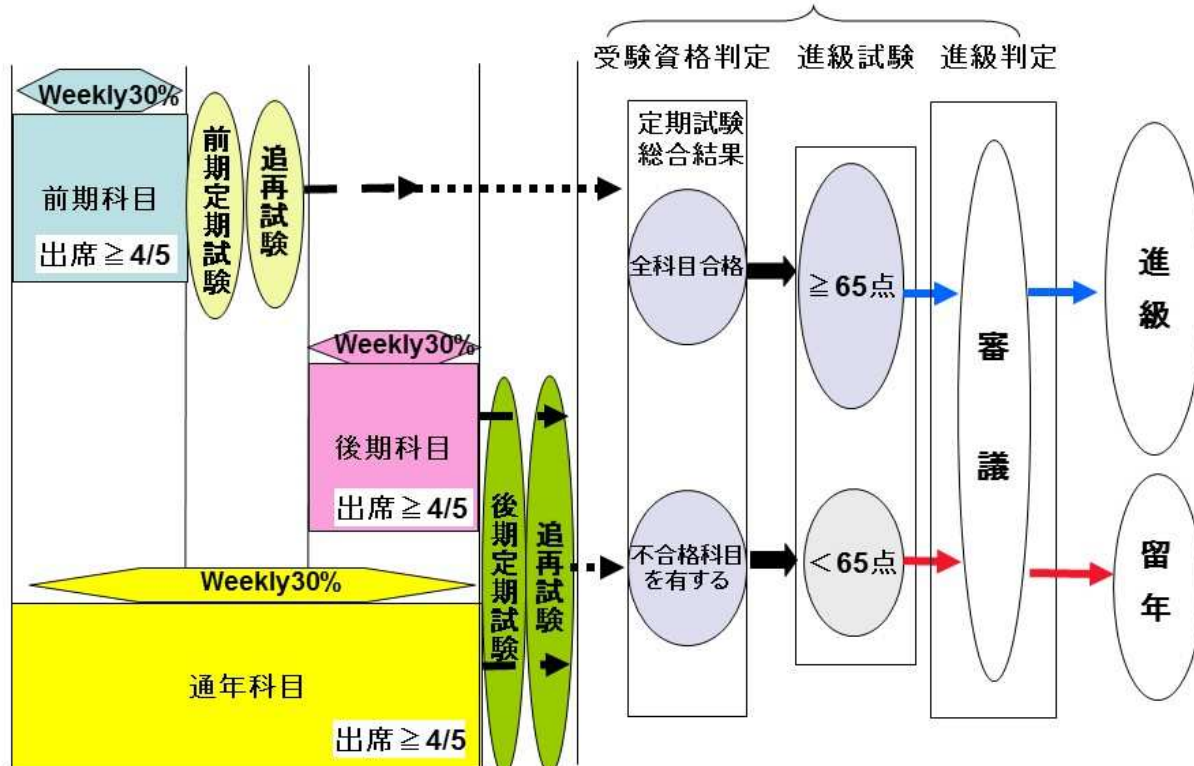 受験資格判定
進級試験
進級判定
Weekly30%
前期科目
出席≧4/5
前期定期試験
追再試験
Weekly30%
後期科目
出席≧4/5
Weekly30%
通年科目
出席≧4/5
後期定期試験
追再試験
定期試験
総合結果
全科目合格
不合格科目
を有する
≧65点
＜65点
審議
進級
留年